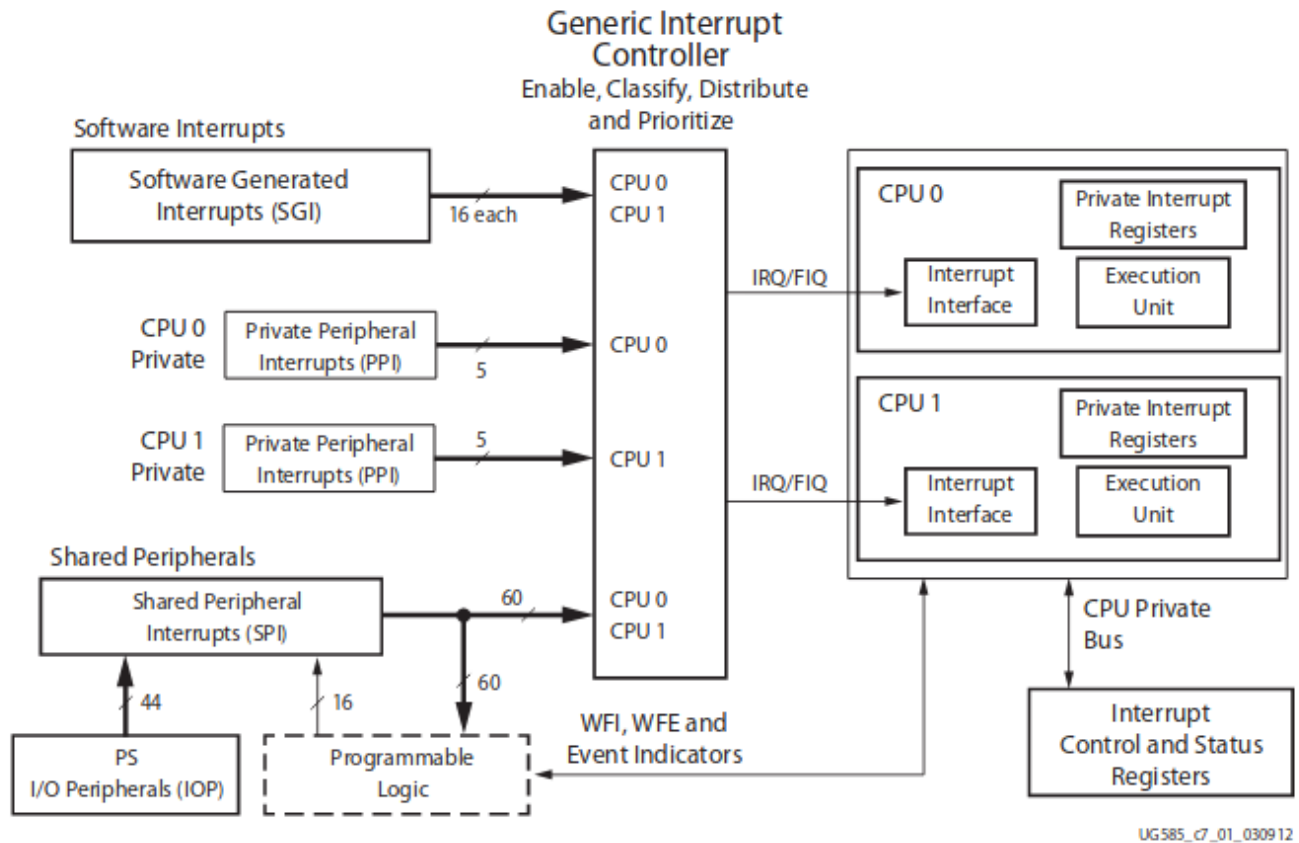 Generic Interrupt
Controller
Enable, Classify, Distribute
and Prioritize
Software Interrupts
Software Generated
Interrupts (SGI)
16 each
CPU 0
CPU 1
CPU 0
Private
Private Peripheral
Interrupts (PPI)
5
CPU 0
CPU 1
Private
Private Peripheral
Interrupts (PPI)
5
CPU 1
Shared Peripherals
Shared Peripheral
Interrupts (SPI)
60
CPU 0
CPU 1
44
16
60
PS
I/O Peripherals (IOP)
Programmable
Logic
WFI, WFE and
Event Indicators
IRQ/FIQ
CPU 0
Private Interrupt
Registers
Interrupt
Interface
Execution
Unit
IRQ/FIQ
CPU 1
Private Interrupt
Registers
Interrupt
Interface
Execution
Unit
CPU Private
Bus
Interrupt
Control and Status
Registers
UG585_c7_01_030912